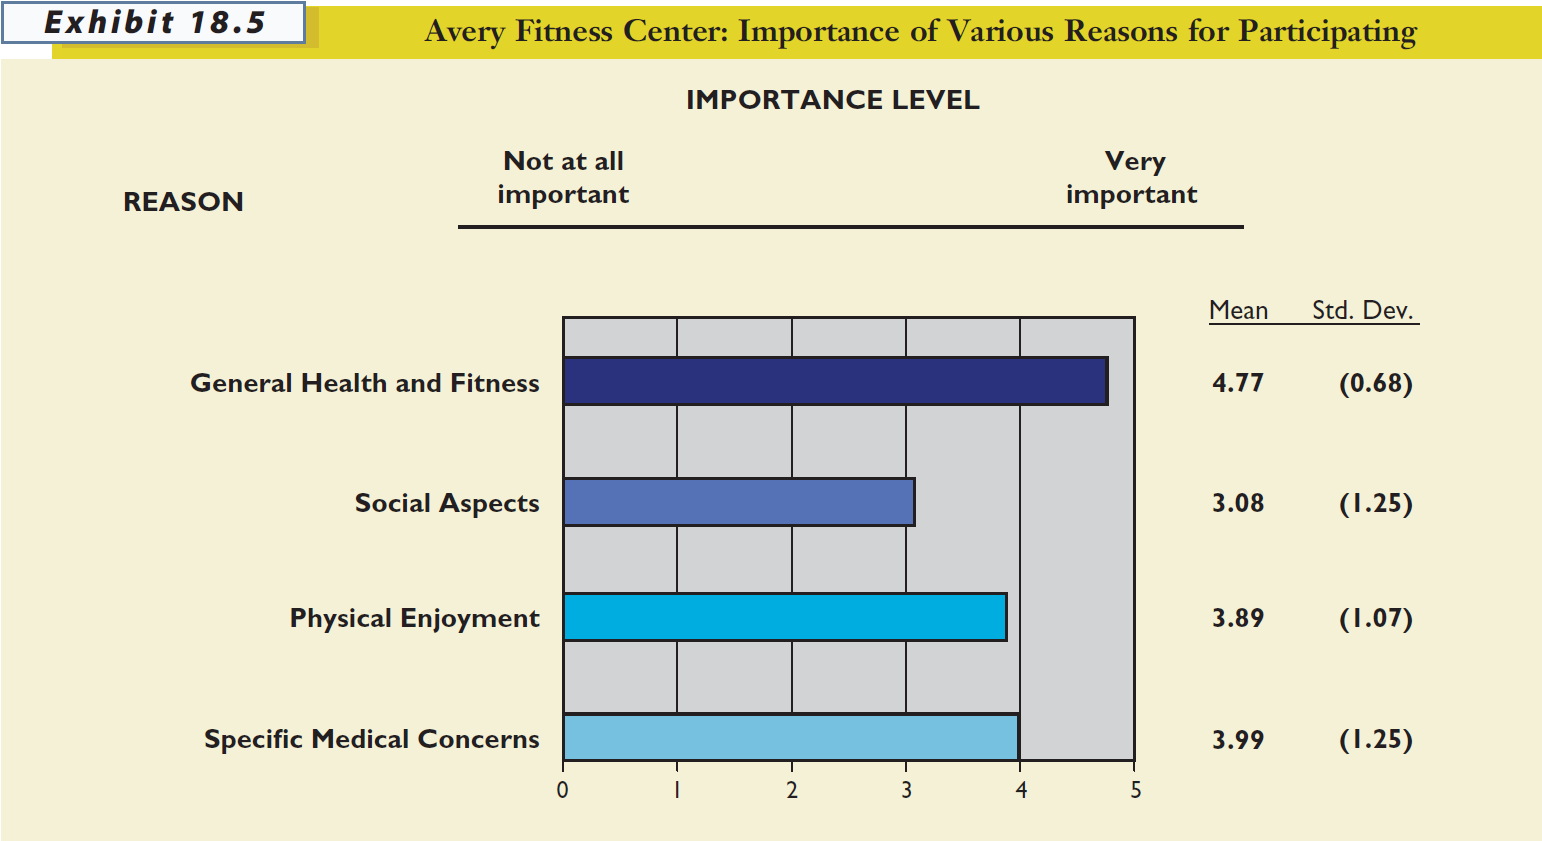 Exhibit 18.5
Avery Fitness Center: Importance of Various Reasons for Participating
IMPORTANCE LEVEL
REASON
Not at all
important
Very
important
Mean Std. Dev.
General Health and Fitness 4.77 (0.68)
Social Aspects 3.08 (1.25)
Physical Enjoyment 3.89 (1.07)
Specific Medical Concerns 3.99 (1.25)
0 1 2 3 4 5